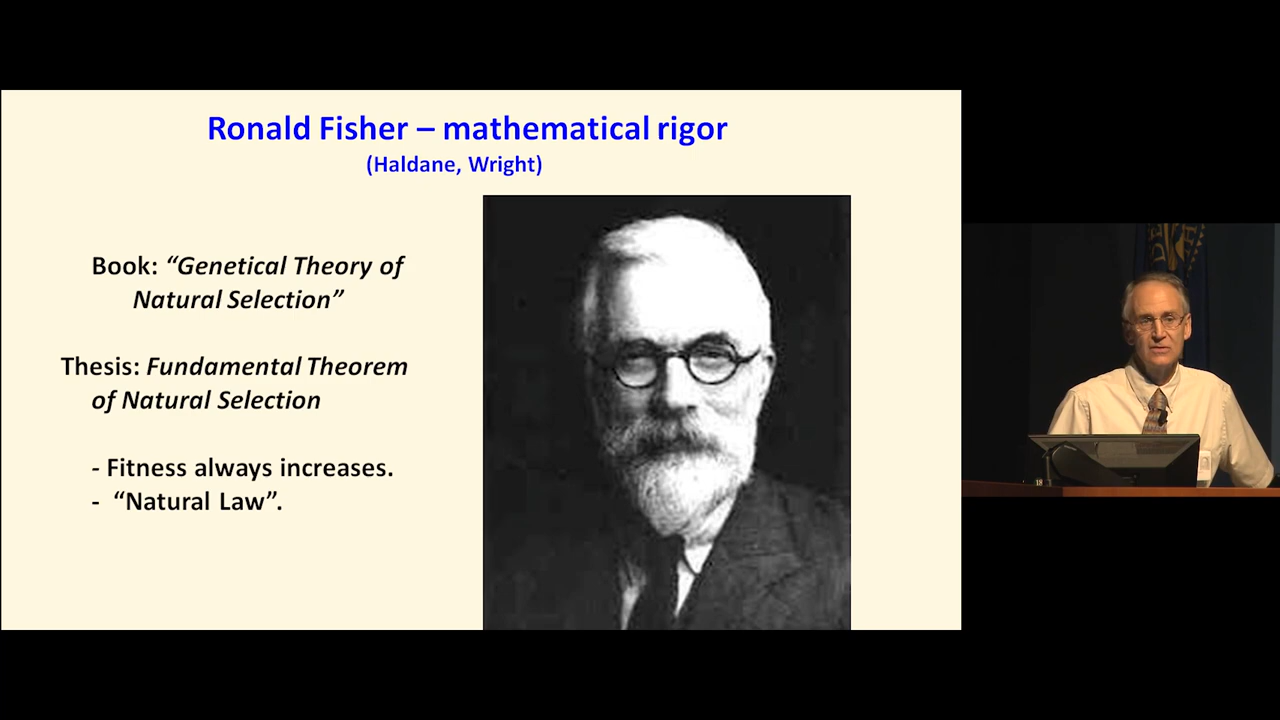 Ronald Fisher – mathematical rigor
(Haldane, Wright)
Book: “Genetical Theory of
Natural Selection”
Thesis: Fundamental Theorem
of Natural Selection
- Fitness always increases.
- “Natural Law”.